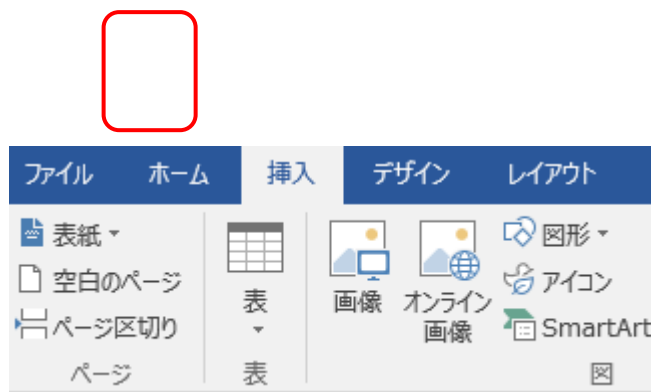 ファイル ホーム 挿入 デザイン レイアウト
表紙
空白のページ
ページ区切り
ページ
表
表
画像
オンライン
画像
図形
アイコン
SmartArt
図